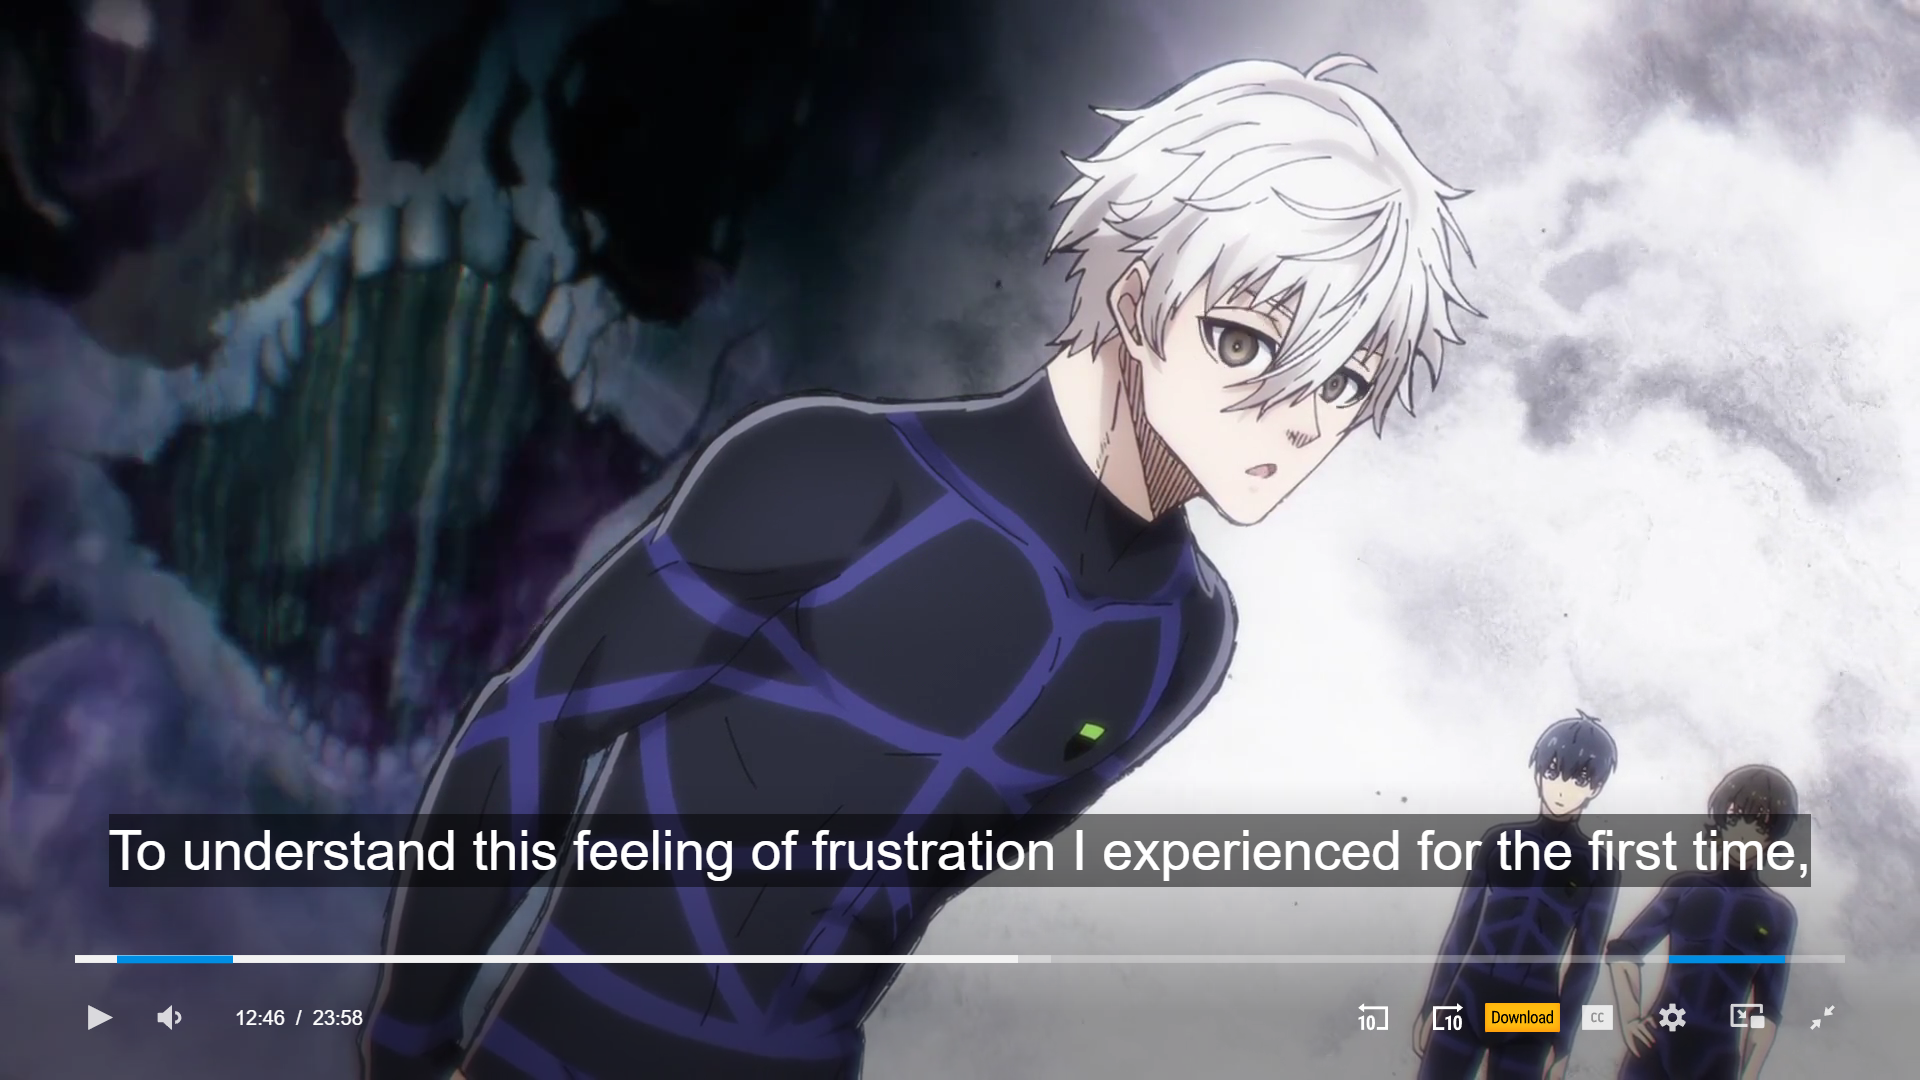 To understand this feeling of frustration I experienced for the first time,
12:46 / 23:58
10
10
Download
CC